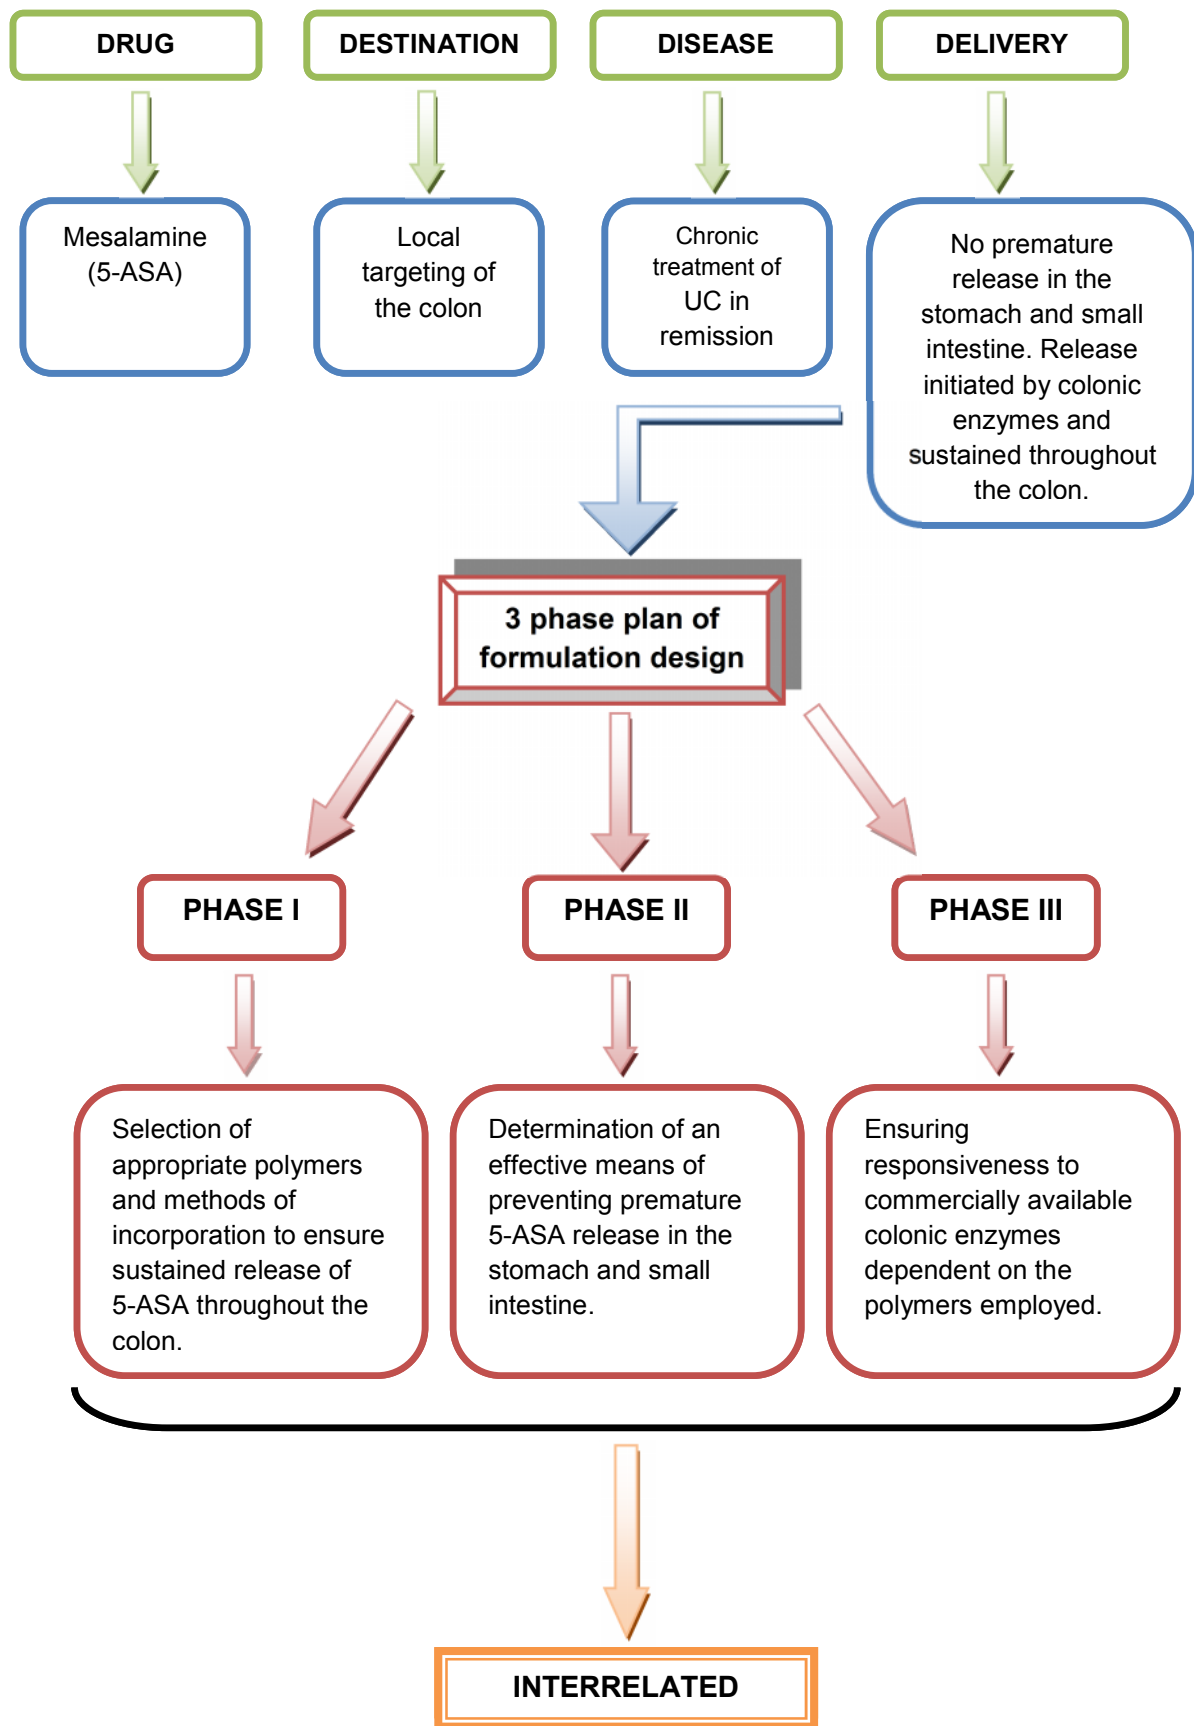 DRUG
DESTINATION
DISEASE
DELIVERY
Mesalamine
(5-ASA)
Local
targeting of
the colon
Chronic
treatment of
UC in
remission
No premature
release in the
stomach and small
intestine. Release
initiated by colonic
enzymes and
sustained throughout
the colon.
3 phase plan of
formulation design
PHASE I
PHASE II
PHASE III
Selection of
appropriate polymers
and methods of
incorporation to ensure
sustained release of
5-ASA throughout the
colon.
Determination of an
effective means of
preventing premature
5-ASA release in the
stomach and small
intestine.
Ensuring
responsiveness to
commercially available
colonic enzymes
dependent on the
polymers employed.
INTERRELATED